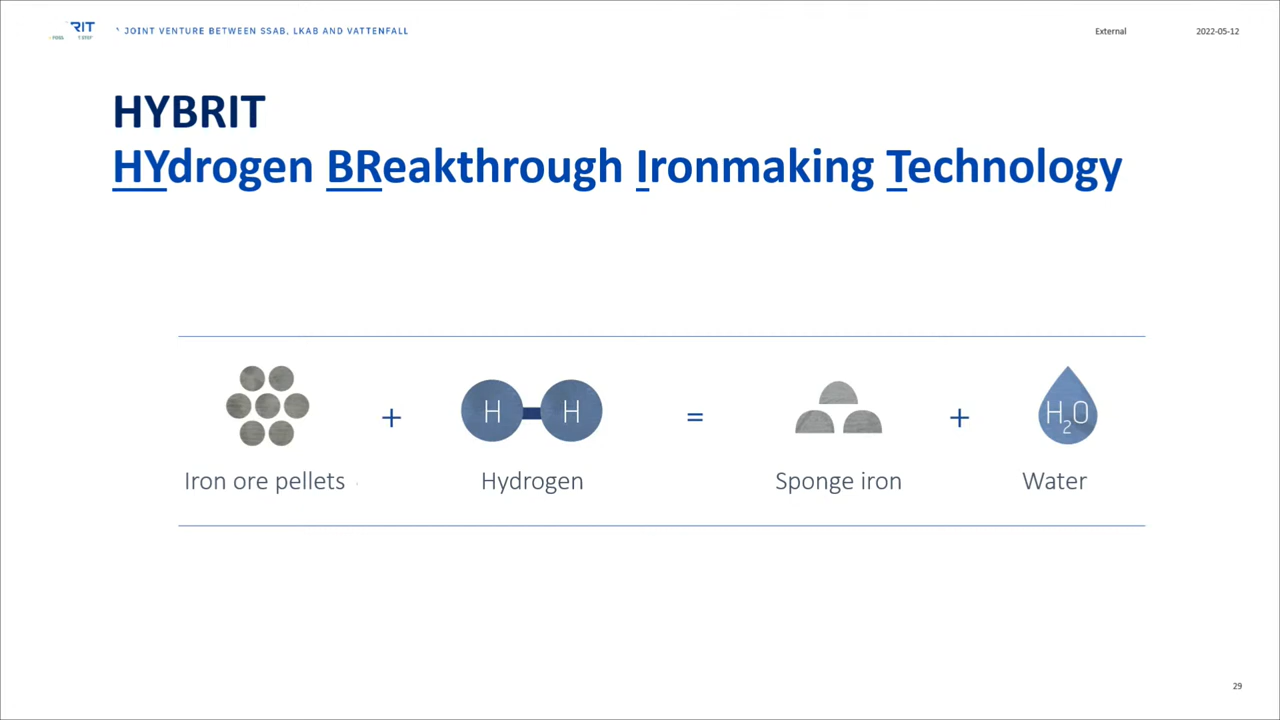 RIT
A JOINT VENTURE BETWEEN SSAB, LKAB AND VATTENFALL
External
2022-05-12
HYBRIT
HYdrogen BReakthrough Ironmaking Technology
H H
H2O
+ = +
Iron ore pellets
Hydrogen
Sponge iron
Water
29